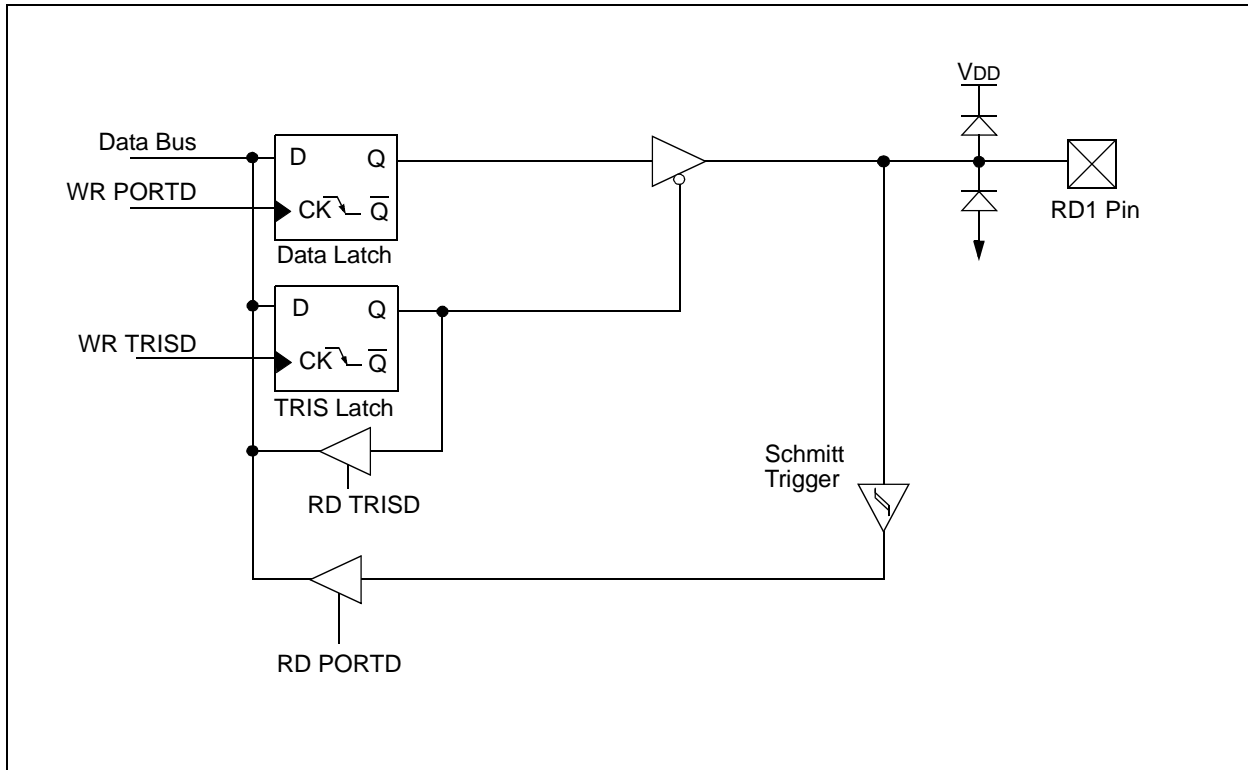 VDD
Data Bus
D Q
WR PORTD
CK Q̅
RD1 Pin
Data Latch
D Q
WR TRISD
CK Q̅
TRIS Latch
Schmitt
Trigger
RD TRISD
RD PORTD